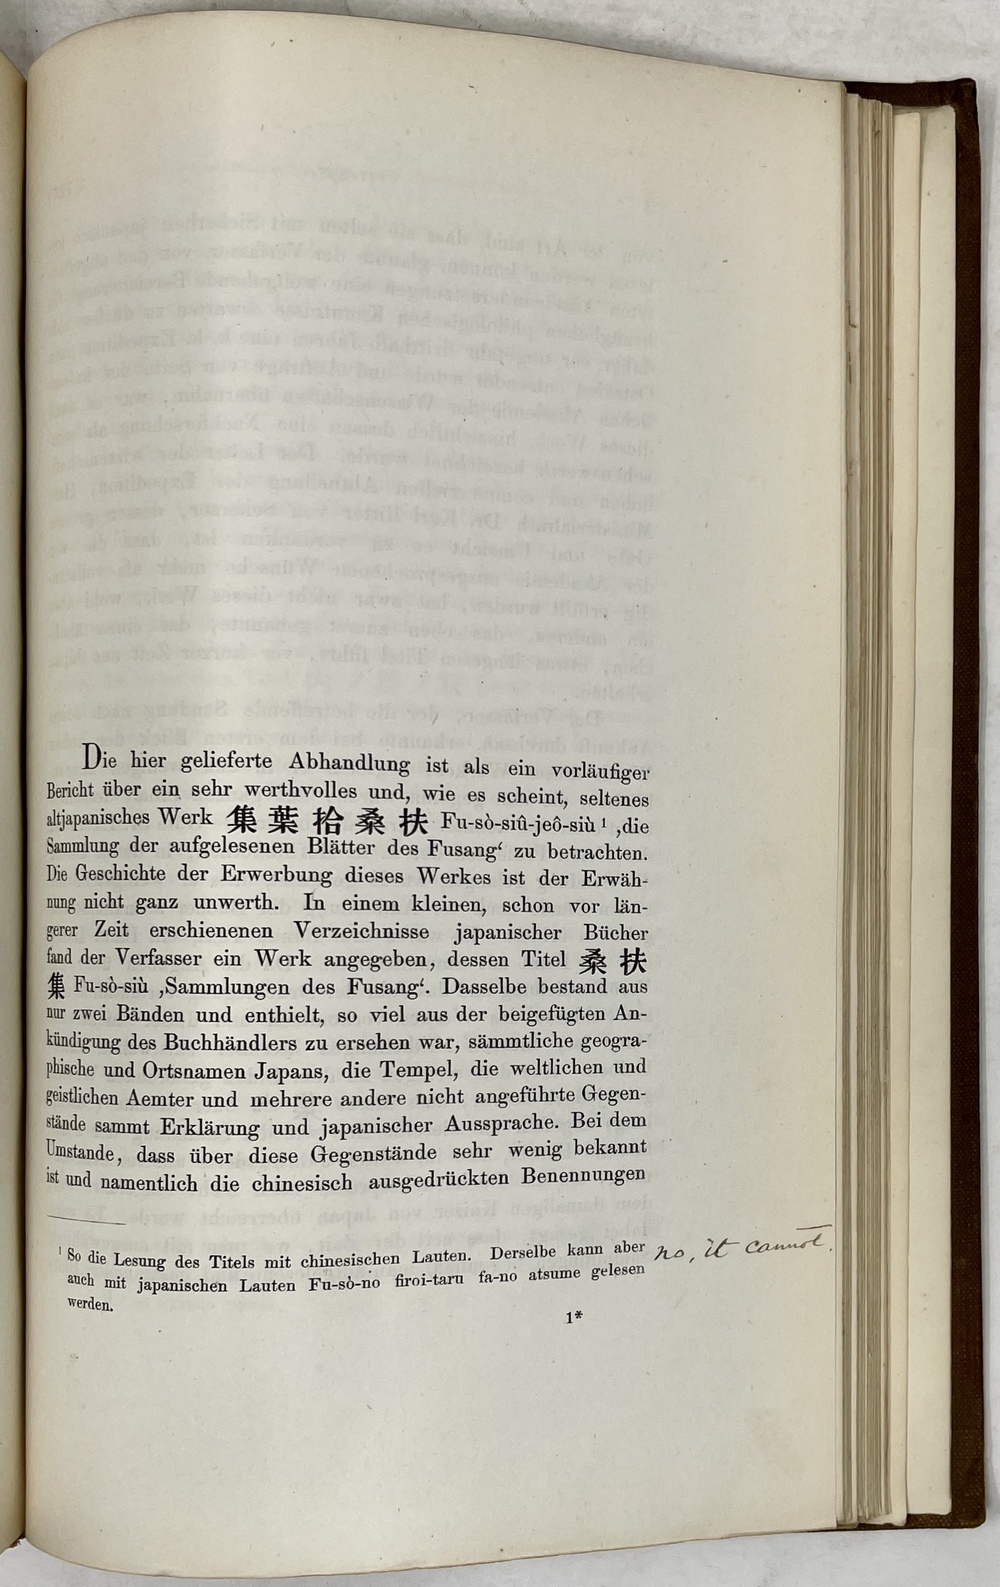 Die hier gelieferte Abhandlung ist als ein vorläufiger
Bericht über ein sehr werthvolles und, wie es scheint, seltenes
altjapanisches Werk 集葉拾桑扶 Fu-sò-siû-jeô-siù ¹ ‚die
Sammlung der aufgelesenen Blätter des Fusang‘ zu betrachten.
Die Geschichte der Erwerbung dieses Werkes ist der Erwäh-
nung nicht ganz unwerth. In einem kleinen, schon vor län-
gerer Zeit erschienenen Verzeichnisse japanischer Bücher
fand der Verfasser ein Werk angegeben, dessen Titel 桑扶
集 Fu-sò-siù ‚Sammlungen des Fusang‘. Dasselbe bestand aus
nur zwei Bänden und enthielt, so viel aus der beigefügten An-
kündigung des Buchhändlers zu ersehen war, sämmtliche geogra-
phische und Ortsnamen Japans, die Tempel, die weltlichen und
geistlichen Aemter und mehrere andere nicht angeführte Gegen-
stände sammt Erklärung und japanischer Aussprache. Bei dem
Umstande, dass über diese Gegenstände sehr wenig bekannt
ist und namentlich die chinesisch ausgedrückten Benennungen
¹ So die Lesung des Titels mit chinesischen Lauten. Derselbe kann aber
auch mit japanischen Lauten Fu-sò-no firoi-taru fa-no atsume gelesen
werden.
no, it cannot.
1*